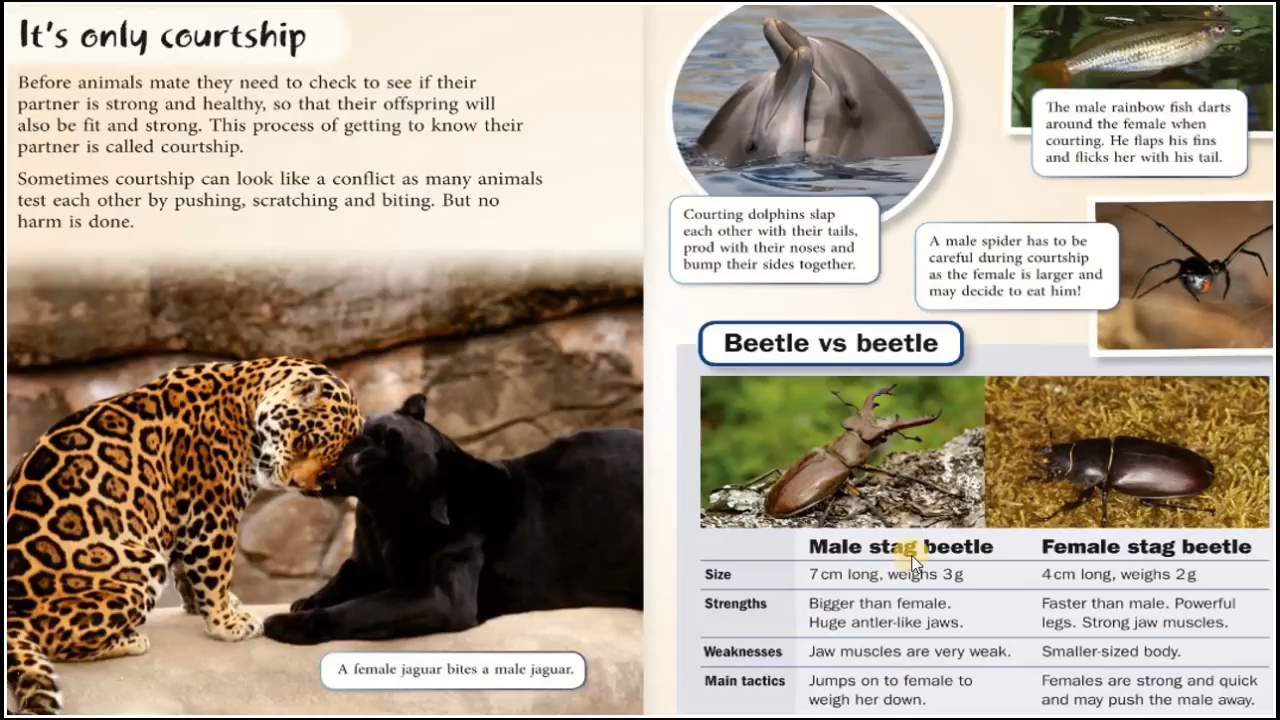 It's only courtship
Before animals mate they need to check to see if their
partner is strong and healthy, so that their offspring will
also be fit and strong. This process of getting to know their
partner is called courtship.
Sometimes courtship can look like a conflict as many animals
test each other by pushing, scratching and biting. But no
harm is done.
A female jaguar bites a male jaguar.
Courting dolphins slap
each other with their tails,
prod with their noses and
bump their sides together.
The male rainbow fish darts
around the female when
courting. He flaps his fins
and flicks her with his tail.
A male spider has to be
careful during courtship
as the female is larger and
may decide to eat him!
Beetle vs beetle
Male stag beetle Female stag beetle
Size 7 cm long, weighs 3 g 4 cm long, weighs 2 g
Strengths Bigger than female. Faster than male. Powerful
Huge antler-like jaws. legs. Strong jaw muscles.
Weaknesses Jaw muscles are very weak. Smaller-sized body.
Main tactics Jumps on to female to Females are strong and quick
weigh her down. and may push the male away.